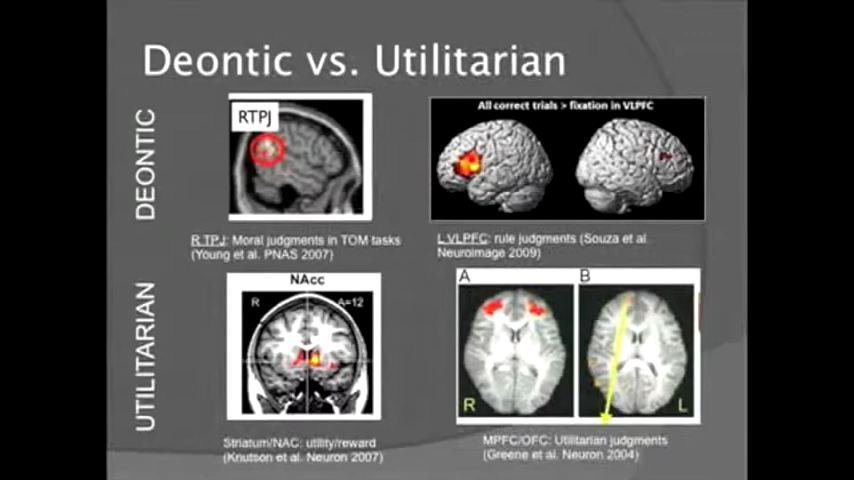 Deontic vs. Utilitarian
DEONTIC
RTPJ
All correct trials > fixation in VLPFC
R TPJ: Moral judgments in TOM tasks
(Young et al. PNAS 2007)
L VLPFC: rule judgments (Souza et al.
Neuroimage 2009)
UTILITARIAN
NAcc
R
A=12
A
B
R
L
Striatum/NAC: utility/reward
(Knutson et al. Neuron 2007)
MPFC/OFC: Utilitarian judgments
(Greene et al. Neuron 2004)